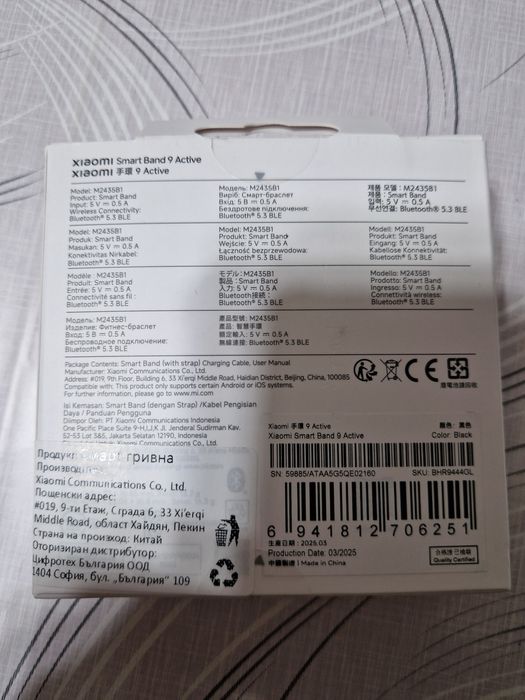 xiaomi Smart Band 9 Active
xiaomi 手環 9 Active
Model: M2435B1
Product: Smart Band
Input: 5 V⎓0.5 A
Wireless Connectivity:
Bluetooth® 5.3 BLE
Модель: M2435B1
Виріб: Смарт-браслет
Вхід: 5 В⎓0.5 А
Бездротове підключення:
Bluetooth® 5.3 BLE
제품 모델 : M2435B1
제품 : Smart Band
입력: 5 V⎓0.5 A
무선연결: Bluetooth® 5.3 BLE
Model: M2435B1
Produk: Smart Band
Masukan: 5 V⎓0.5 A
Konektivitas Nirkabel:
Bluetooth® 5.3 BLE
Model: M2435B1
Produkt: Smart Band
Wejście: 5 V⎓0.5 A
Łączność bezprzewodowa:
Bluetooth® 5.3 BLE
Modell: M2435B1
Produkt: Smart Band
Eingang: 5 V⎓0.5 A
Kabellose Konektivität:
Bluetooth® 5.3 BLE
Modèle : M2435B1
Produit: Smart Band
Entrée: 5 V⎓0.5 A
Connectivité sans fil :
Bluetooth® 5.3 BLE
モデル:M2435B1
製品 : Smart Band
入力: 5 V⎓0.5 A
Bluetooth接続 :
Bluetooth® 5.3 BLE
Modello: M2435B1
Prodotto: Smart Band
Ingresso: 5 V⎓0.5 A
Connettività wireless:
Bluetooth® 5.3 BLE
Модель: M2435B1
Изделие: Фитнес-браслет
Вход: 5 В⎓0.5 А
Беспроводное подключение:
Bluetooth® 5.3 BLE
產品型號: M2435B1
產品: 智慧手環
額定輸入: 5 V⎓0.5 A
無線連接: Bluetooth® 5.3 BLE
Package Contents: Smart Band (with strap) Charging Cable, User Manual
Manufacturer: Xiaomi Communications Co., Ltd.
Address: #019, 9th Floor, Building 6, 33 Xi'erqi Middle Road, Haidian District, Beijing, China, 100085
Compatible with: This product only supports certain Android or iOS systems.
For further information, please go to www.mi.com
Isi Kemasan: Smart Band (dengan Strap) /Kabel Pengisian
Daya / Panduan Pengguna
Diimpor Oleh: PT Xiaomi Communications Indonesia
One Pacific Place Suite 9-H,I,J,K Jl. Jenderal Sudirman Kav.
52-53 Lot 3&5, Jakarta Selatan 12190, Indonesia
廢電池請回收
Продукт: Смарт гривна
Производител:
Xiaomi Communications Co., Ltd.
Пощенски адрес:
#019, 9-ти Етаж, Сграда 6, 33 Xi'erqi
Middle Road, област Хайдян, Пекин
Страна на произход: Китай
Оторизиран дистрибутор:
Цифротех България ООД
1404 София, бул. „България" 109
Xiaomi 手環 9 Active
顏色: 黑色
Xiaomi Smart Band 9 Active
Color: Black
SN: 59885/ATAA5G5QE02160
SKU: BHR9444GL
6 941812 706251
生產日期 : 2025.03
Production Date: 03/2025
中國製造 | Made in China
合格證 已檢驗
Quality Certified